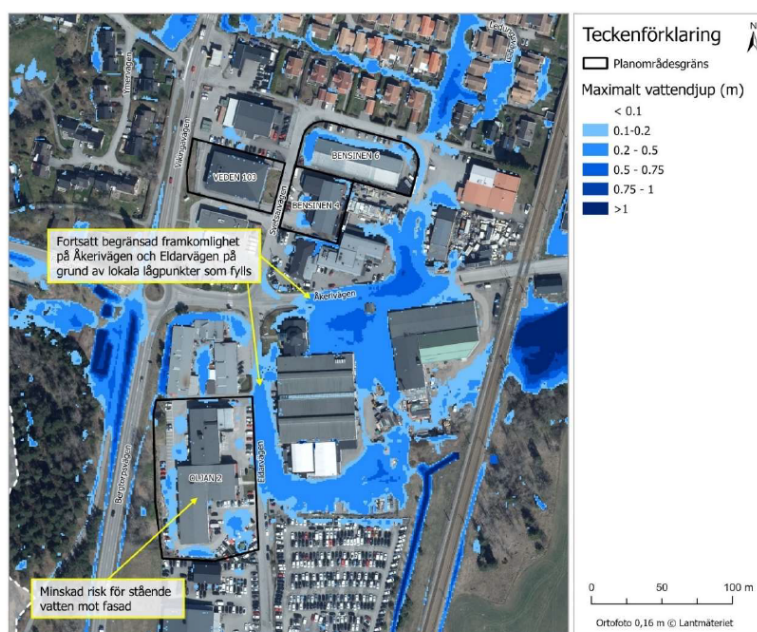 Teckenförklaring
N
Planområdesgräns
Maximalt vattendjup (m)
< 0.1
0.1-0.2
0.2 - 0.5
0.5 - 0.75
0.75 - 1
>1
Vikingavägen
BENSINEN 6
VEDEN 103
BENSINEN 4
Fortsatt begränsad framkomlighet
på Åkerivägen och Eldarvägen på
grund av lokala lågpunkter som fylls
Åkerivägen
Eldarvägen
OLJAN 2
Minskad risk för stående
vatten mot fasad
0
50
100 m
Ortofoto 0,16 m © Lantmäteriet